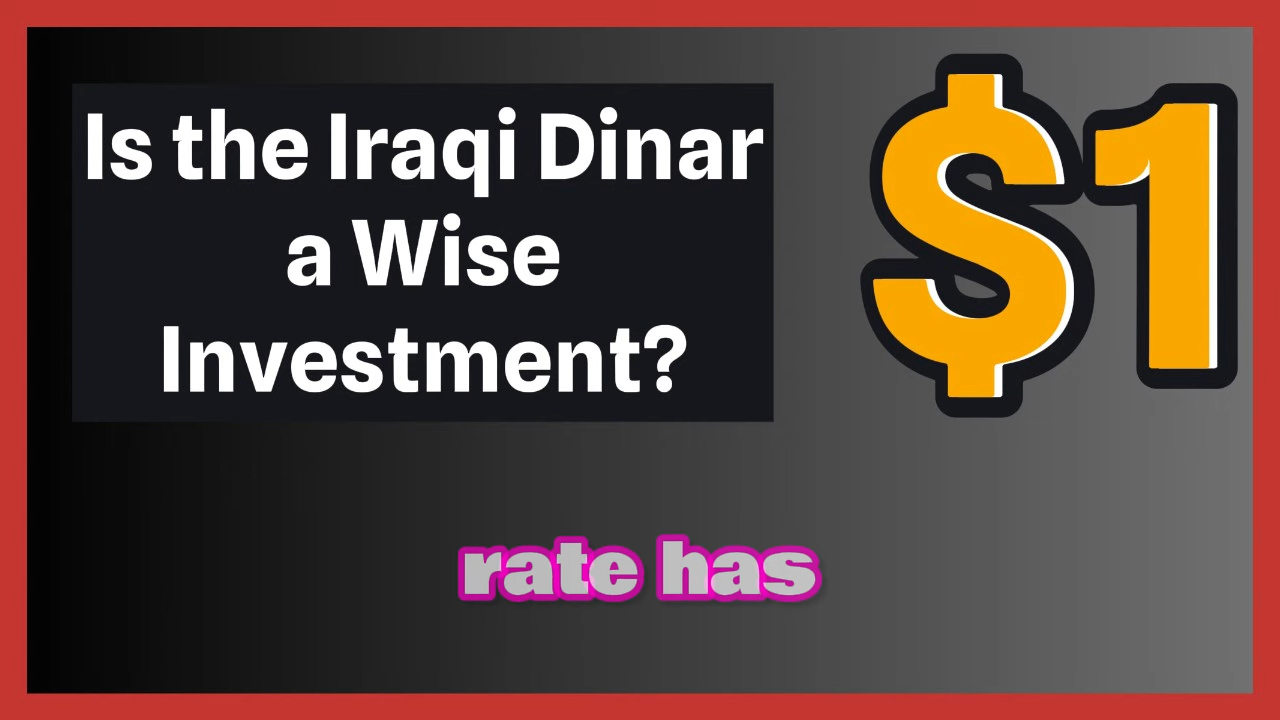 Is the Iraqi Dinar
a Wise
Investment?
$1
rate has